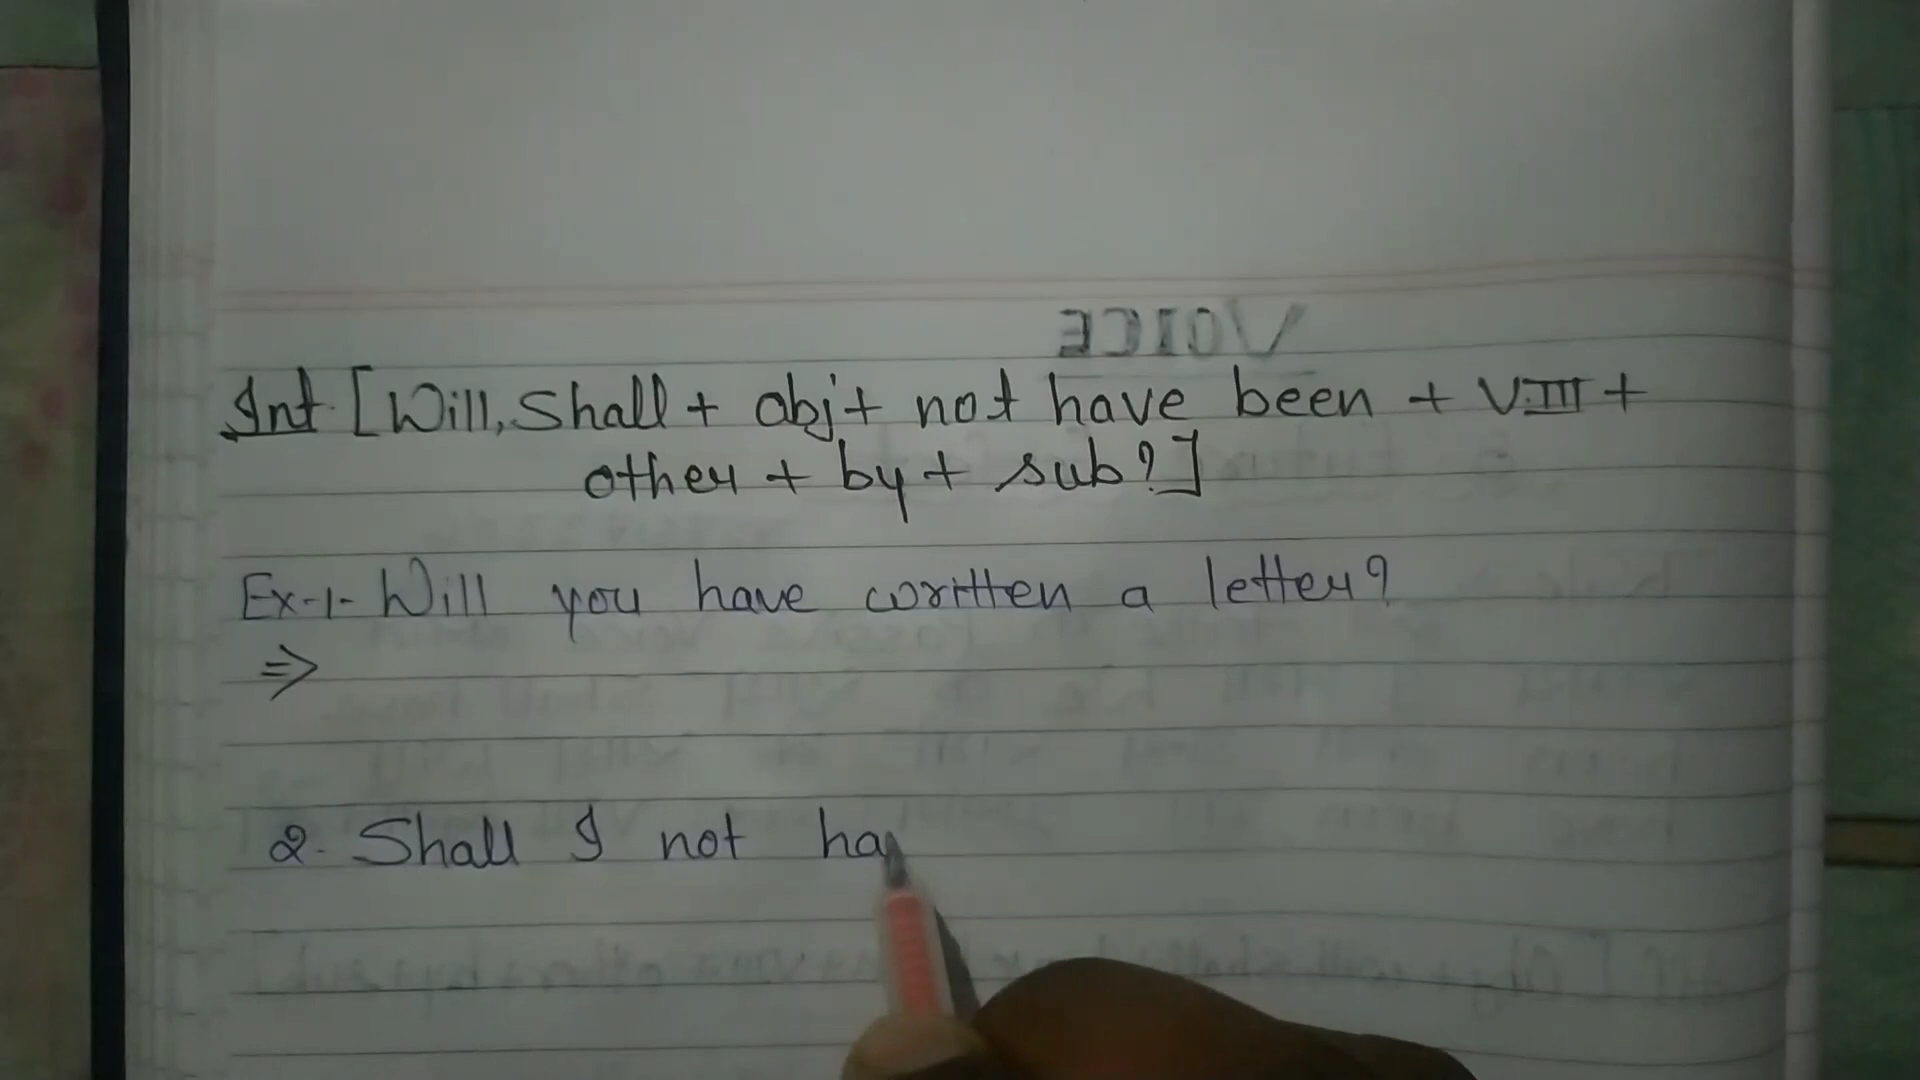 VOICE
Int [Will, Shall + obj + not have been + V.III +
other + by + sub?]
Ex-1- Will you have written a letter?
⇒
2. Shall I not ha